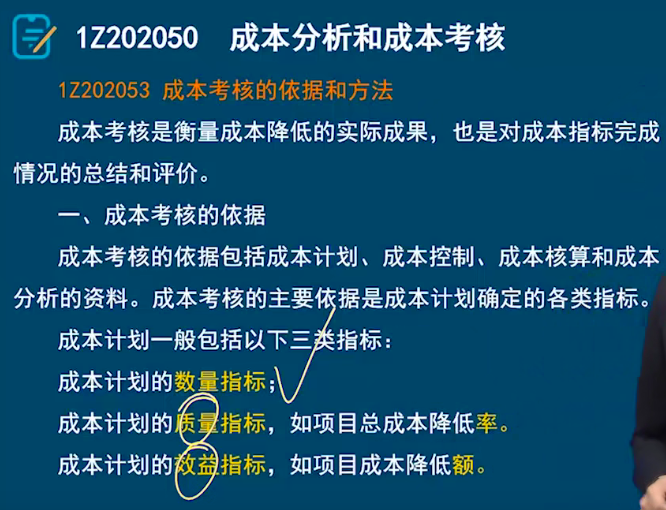 1Z202050 成本分析和成本考核
1Z202053 成本考核的依据和方法
成本考核是衡量成本降低的实际成果，也是对成本指标完成
情况的总结和评价。
一、成本考核的依据
成本考核的依据包括成本计划、成本控制、成本核算和成本
分析的资料。成本考核的主要依据是成本计划确定的各类指标。
成本计划一般包括以下三类指标：
成本计划的数量指标；
成本计划的质量指标，如项目总成本降低率。
成本计划的效益指标，如项目成本降低额。